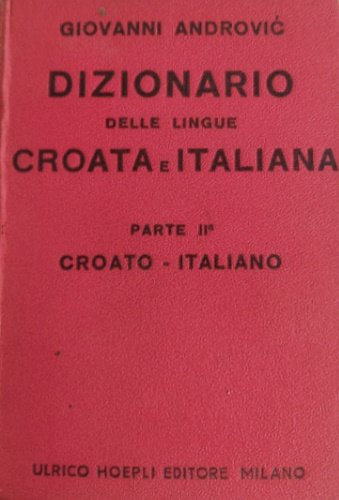 GIOVANNI ANDROVIĆ
DIZIONARIO
DELLE LINGUE
CROATA E ITALIANA
PARTE IIª
CROATO - ITALIANO
ULRICO HOEPLI EDITORE MILANO